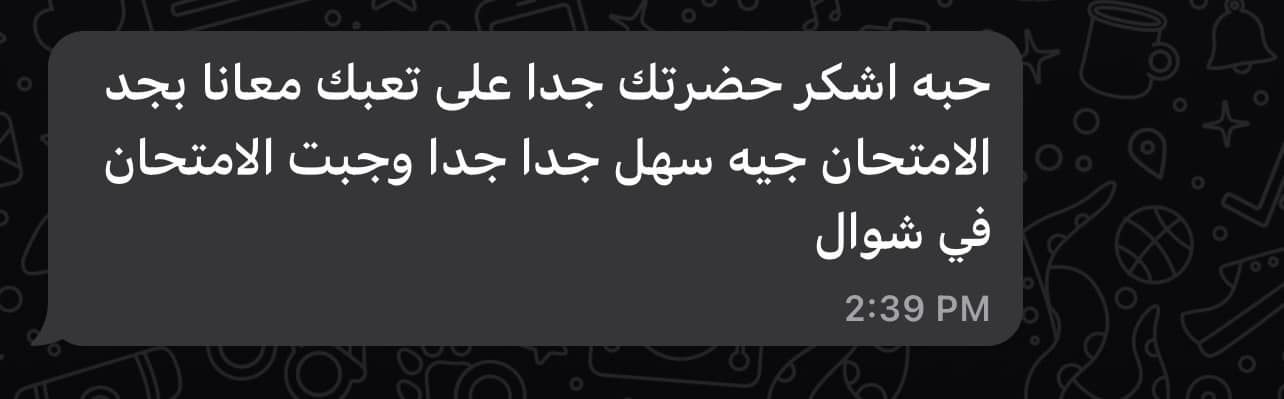 حبه اشكر حضرتك جدا على تعبك معانا بجد
الامتحان جيه سهل جدا جدا وجبت الامتحان
في شوال
2:39 PM